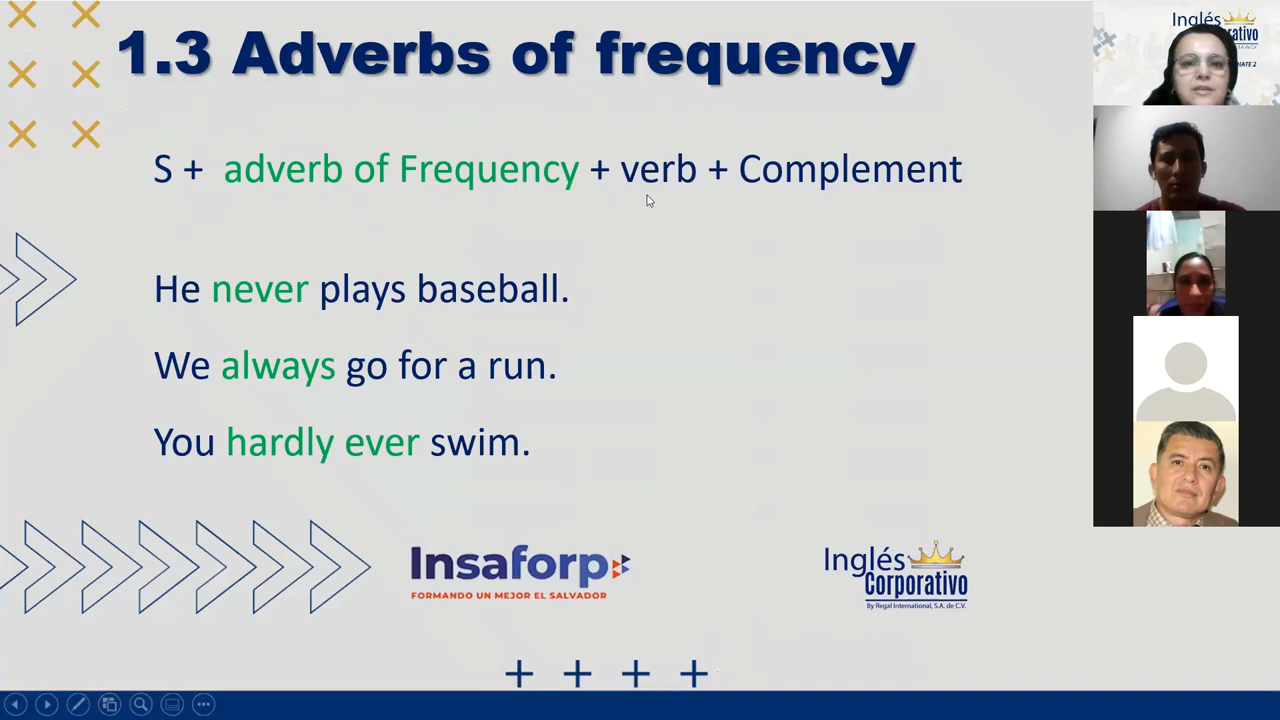 1.3 Adverbs of frequency
S + adverb of Frequency + verb + Complement
He never plays baseball.
We always go for a run.
You hardly ever swim.
Insaforp
FORMANDO UN MEJOR EL SALVADOR
Inglés
Corporativo
By Regal International, S.A. de C.V.
Inglés